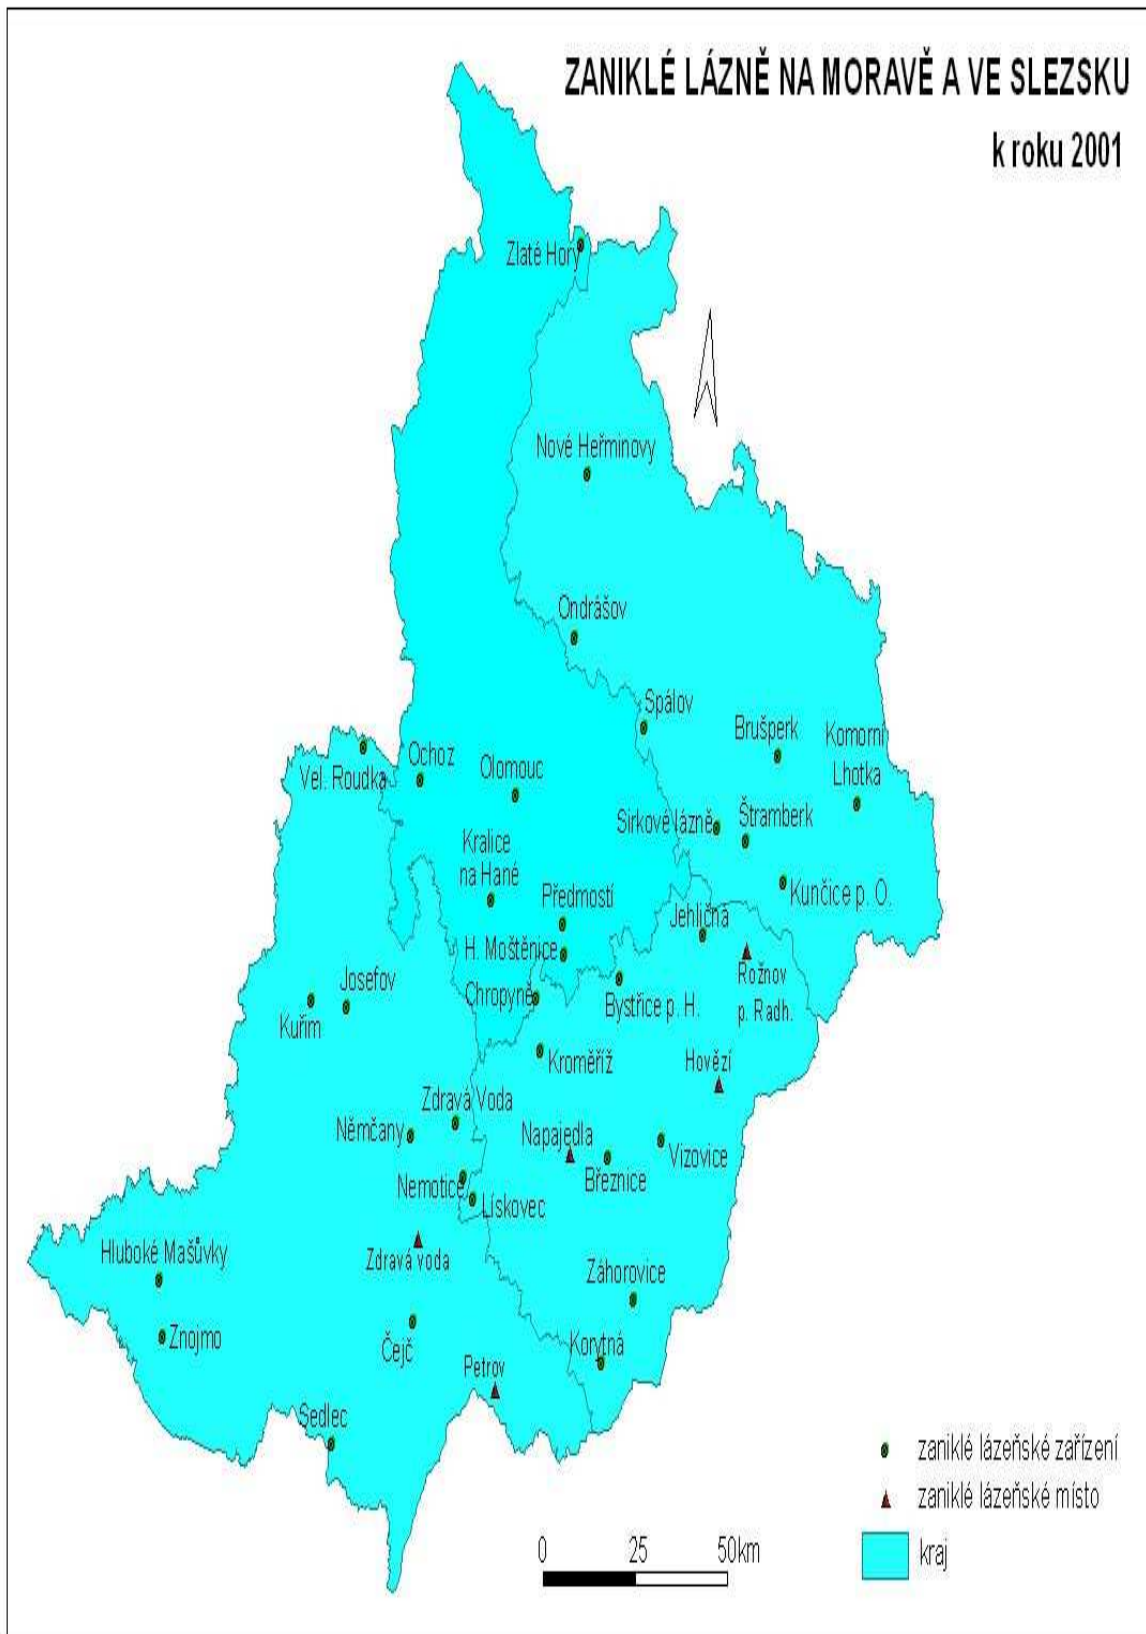 ZANIKLÉ LÁZNĚ NA MORAVĚ A VE SLEZSKU
k roku 2001
Zlaté Hory
Nové Heřminovy
Ondrášov
Spálov
Brušperk
Komorní
Lhotka
Vel. Roudka
Ochoz
Olomouc
Sirkové lázně
Štramberk
Kralice
na Hané
Kunčice p. O.
Předmostí
Jehličná
H. Moštěnice
Rožnov
p. Radh.
Chropyně
Bystřice p. H.
Josefov
Kuřim
Kroměříž
Hovězí
Zdravá Voda
Němčany
Napajedla
Vizovice
Březnice
Nemotice
Lískovec
Zdravá voda
Hluboké Mašůvky
Záhorovice
Znojmo
Čejč
Korytná
Petrov
Sedlec
zaniklé lázeňské zařízení
zaniklé lázeňské místo
kraj
0 25 50km